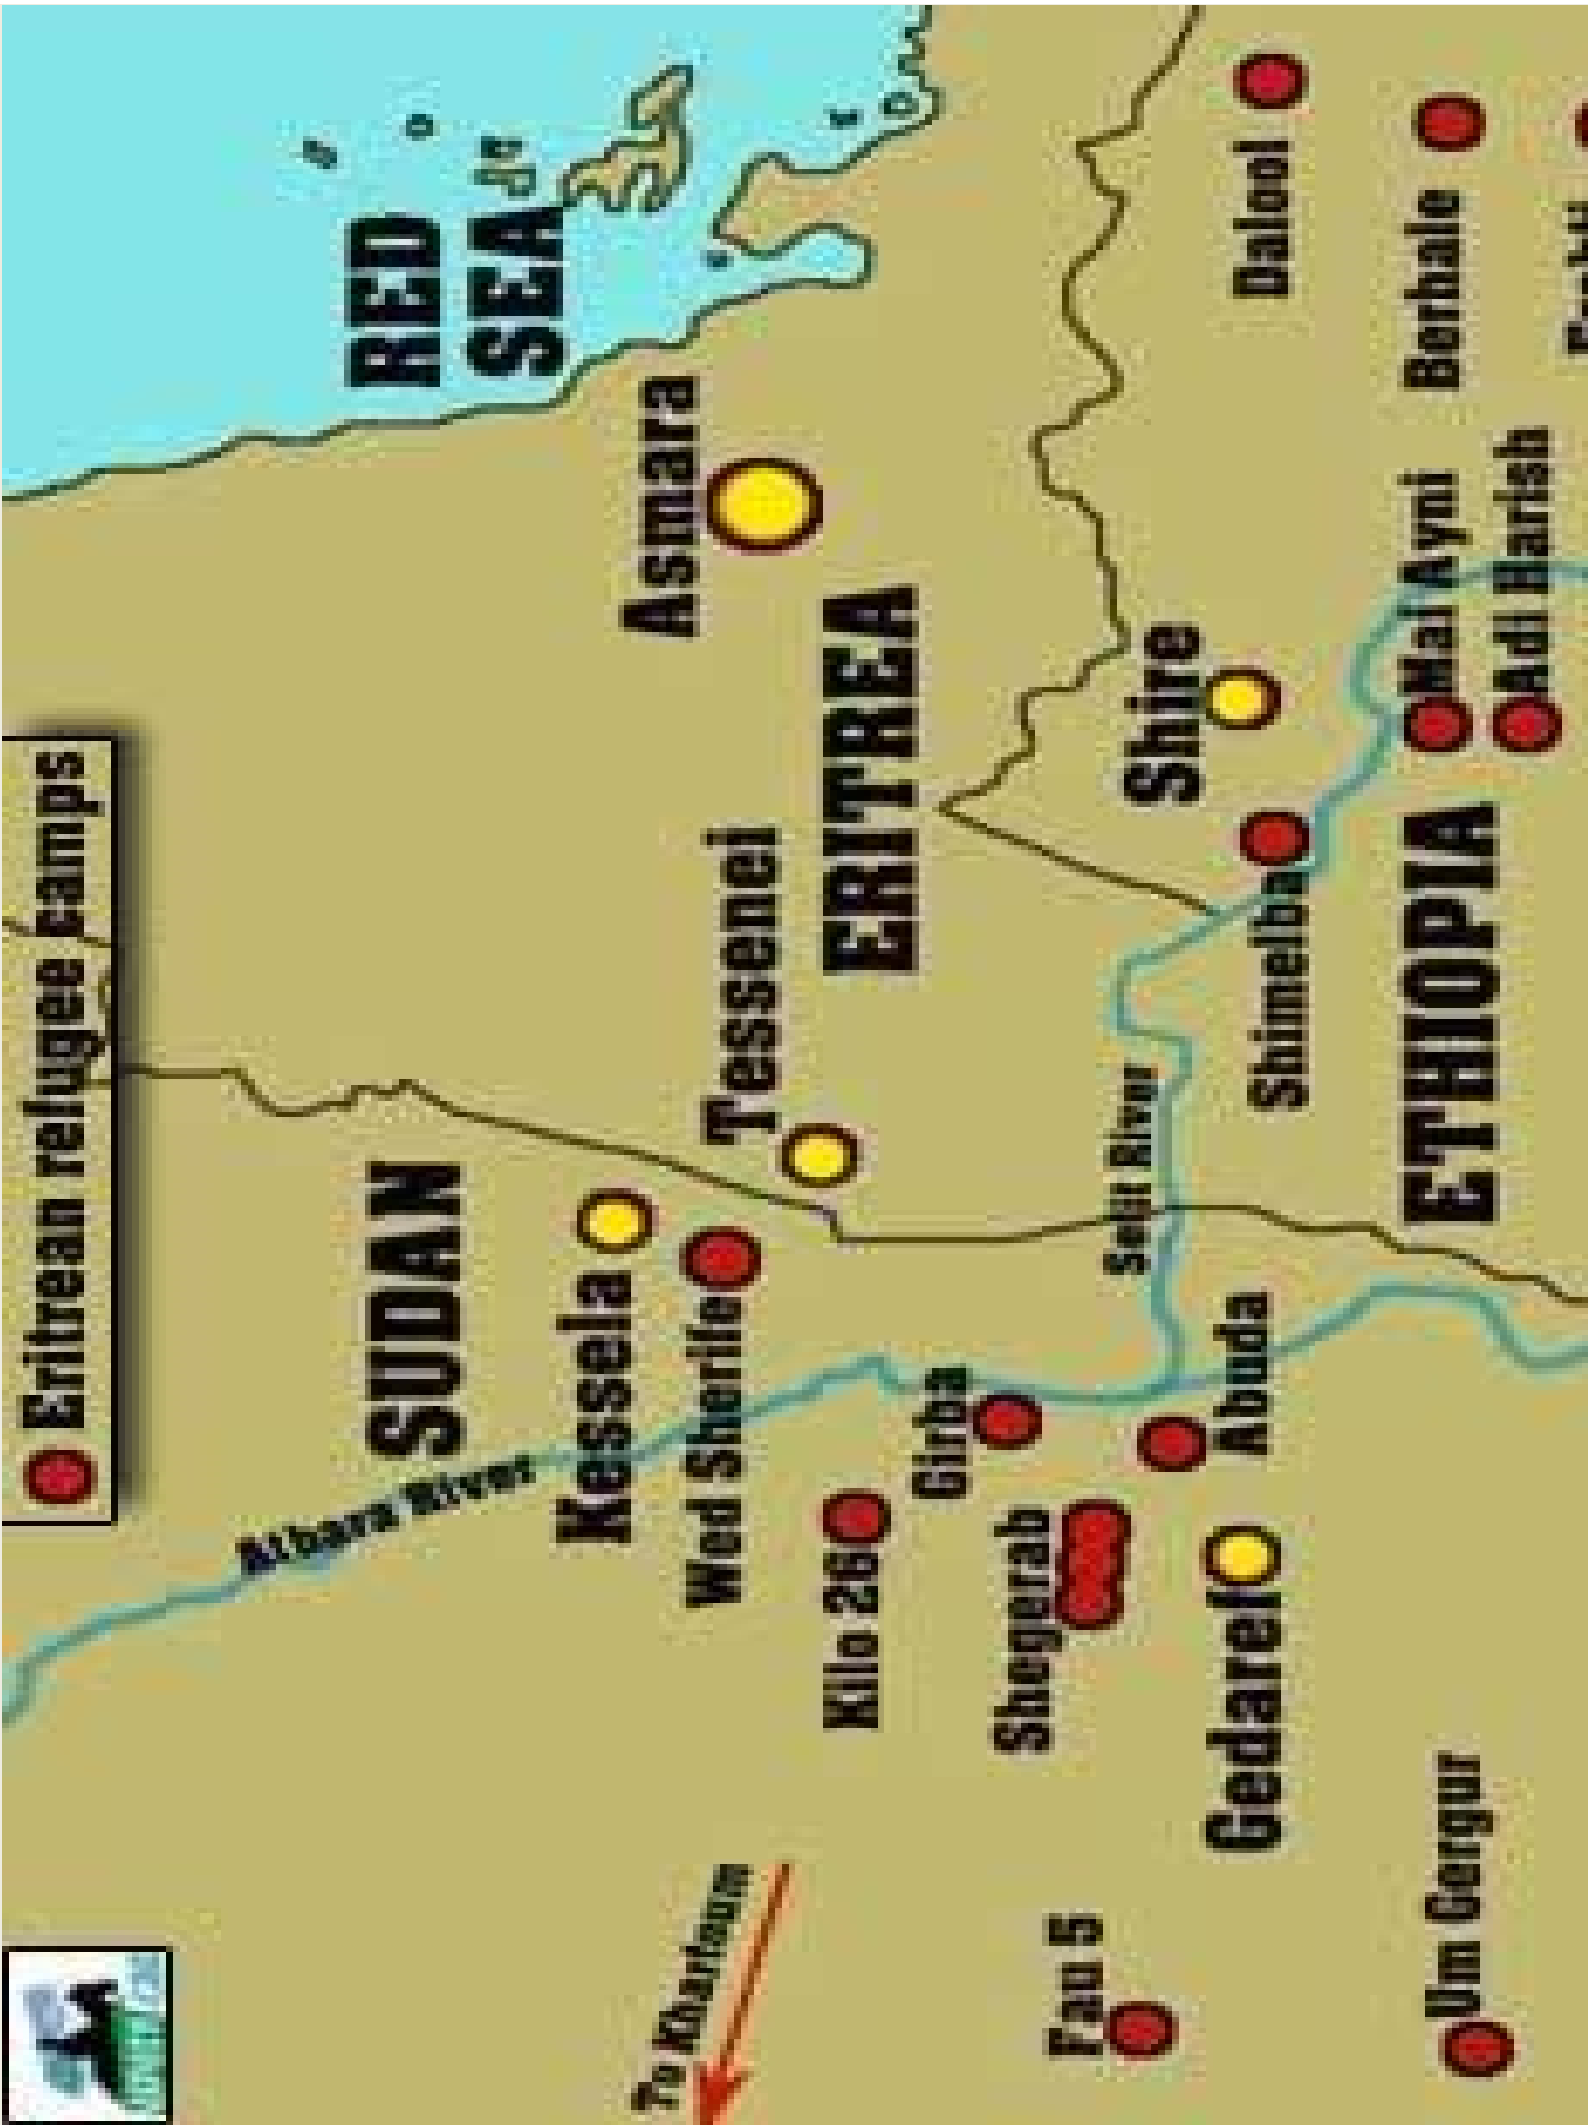 Eritrean refugee camps
SUDAN
RED
SEA
Atbara River
Kessela
Asmara
Wed Sherife
To Khartoum
Tessenei
Kilo 26
ERITREA
Girba
Shegerab
Fau 5
Setit River
Shire
Gedaref
Abuda
Dalool
Shimelba
Um Gergur
ETHIOPIA
Mai Ayni
Berhale
Adi Harish